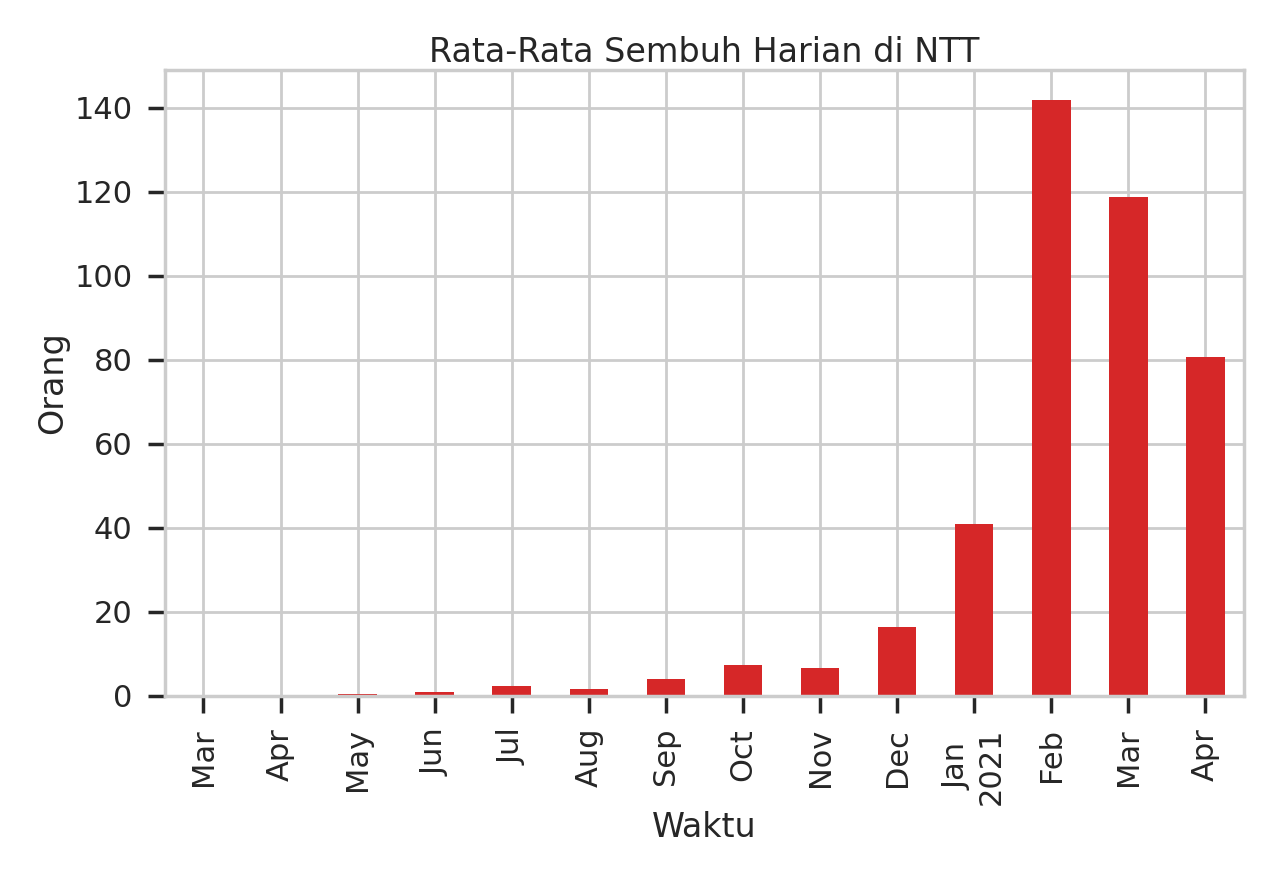 Rata-Rata Sembuh Harian di NTT
140
120
100
80
60
40
20
0
Orang
Mar
Apr
May
Jun
Jul
Aug
Sep
Oct
Nov
Dec
Jan
2021
Feb
Mar
Apr
Waktu